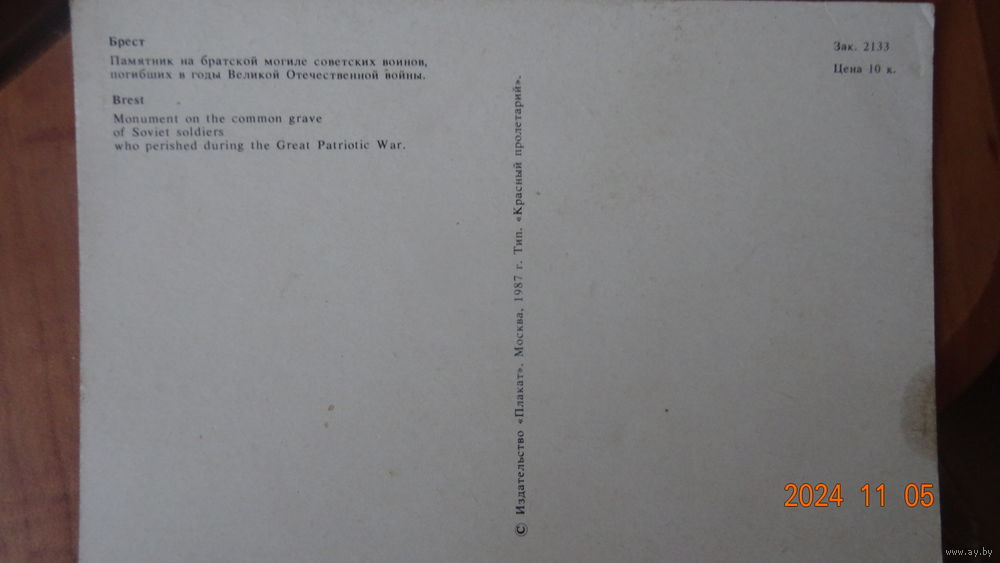 Брест
Памятник на братской могиле советских воинов,
погибших в годы Великой Отечественной войны.
Brest
Monument on the common grave
of Soviet soldiers
who perished during the Great Patriotic War.
© Издательство «Плакат». Москва, 1987 г. Тип. «Красный пролетарий».
Зак. 2133
Цена 10 к.
2024 11 05
www.ay.by